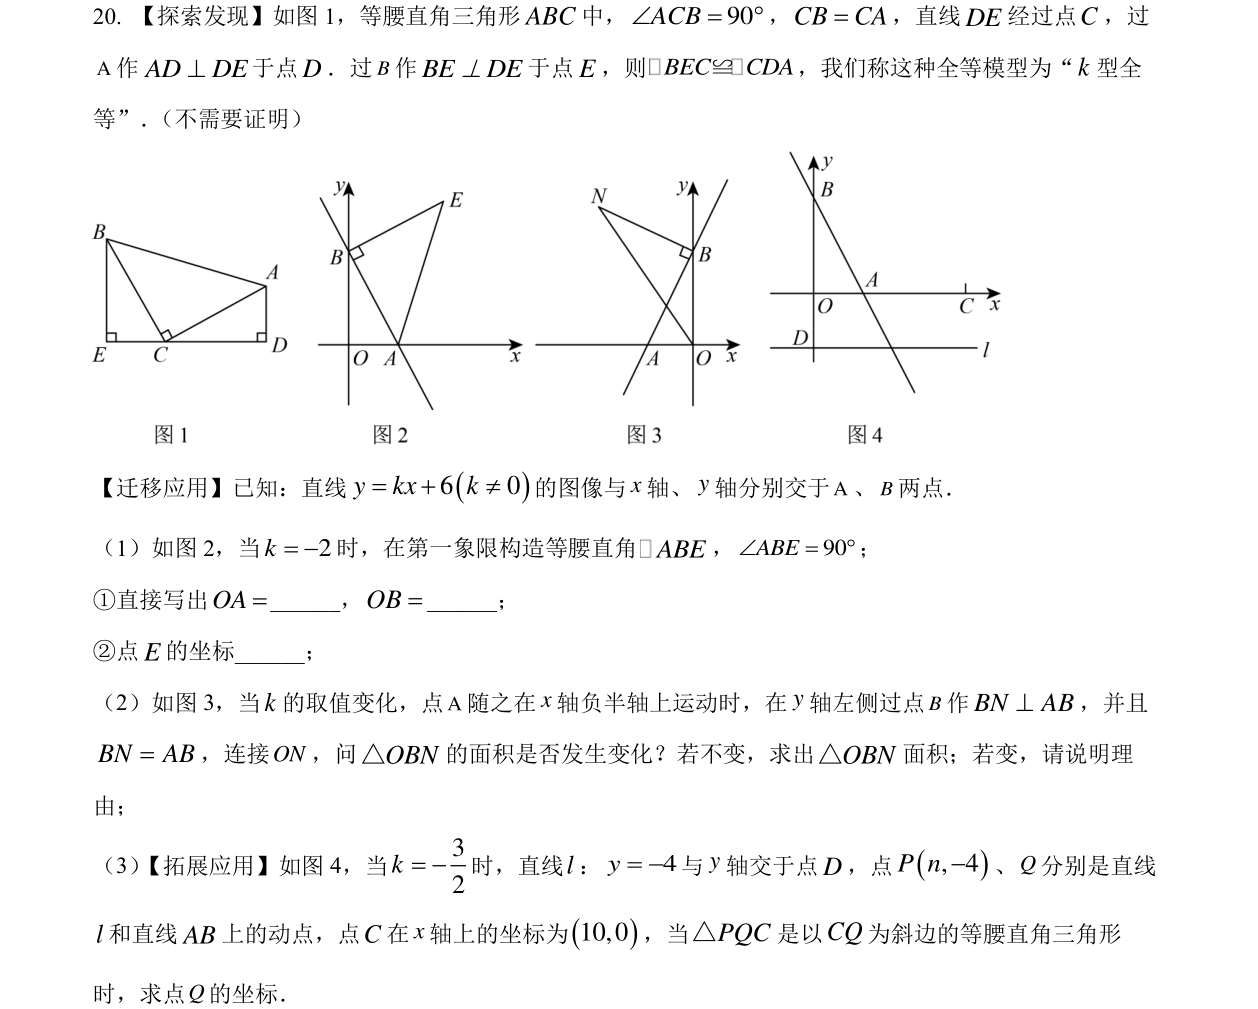 20. 【探索发现】如图 1，等腰直角三角形 ABC 中，∠ACB = 90°，CB = CA，直线 DE 经过点 C，过
A 作 AD ⊥ DE 于点 D．过 B 作 BE ⊥ DE 于点 E，则□BEC≌□CDA，我们称这种全等模型为“ k 型全
等”．（不需要证明）
B
A
E
C
D
图 1
y
E
B
O
A
x
图 2
N
y
B
A
O
x
图 3
y
B
A
O
C
x
D
l
图 4
【迁移应用】已知：直线 y = kx + 6(k ≠ 0) 的图像与 x 轴、 y 轴分别交于 A 、 B 两点．
（1）如图 2，当 k = −2 时，在第一象限构造等腰直角□ABE，∠ABE = 90°；
①直接写出 OA = ______，OB = ______；
②点 E 的坐标______；
（2）如图 3，当 k 的取值变化，点 A 随之在 x 轴负半轴上运动时，在 y 轴左侧过点 B 作 BN ⊥ AB，并且
BN = AB，连接 ON，问 △OBN 的面积是否发生变化？若不变，求出 △OBN 面积；若变，请说明理
由；
（3）【拓展应用】如图 4，当 k = −3/2 时，直线 l： y = −4 与 y 轴交于点 D，点 P(n,−4)、Q 分别是直线
l 和直线 AB 上的动点，点 C 在 x 轴上的坐标为 (10,0)，当 △PQC 是以 CQ 为斜边的等腰直角三角形
时，求点 Q 的坐标．